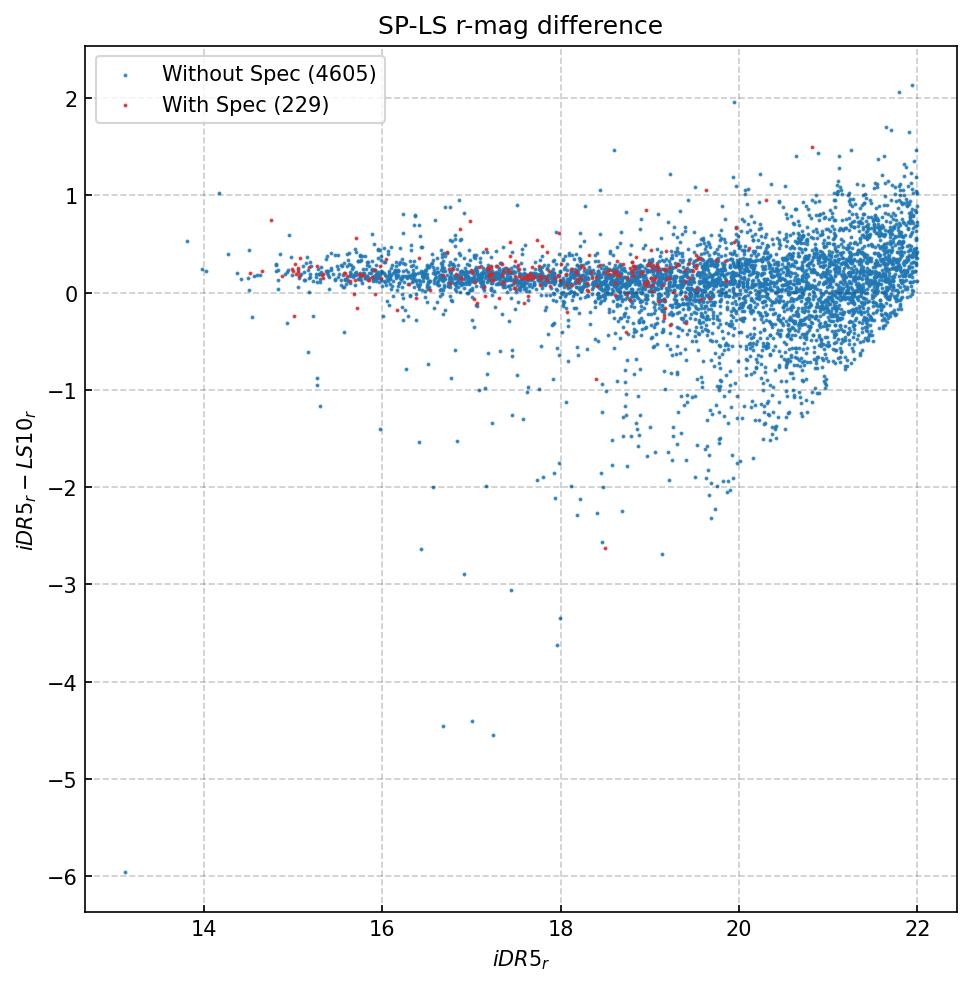 SP-LS r-mag difference
Without Spec (4605)
With Spec (229)
2
1
0
−1
−2
−3
−4
−5
−6
iDR5r − LS10r
14
16
18
20
22
iDR5r